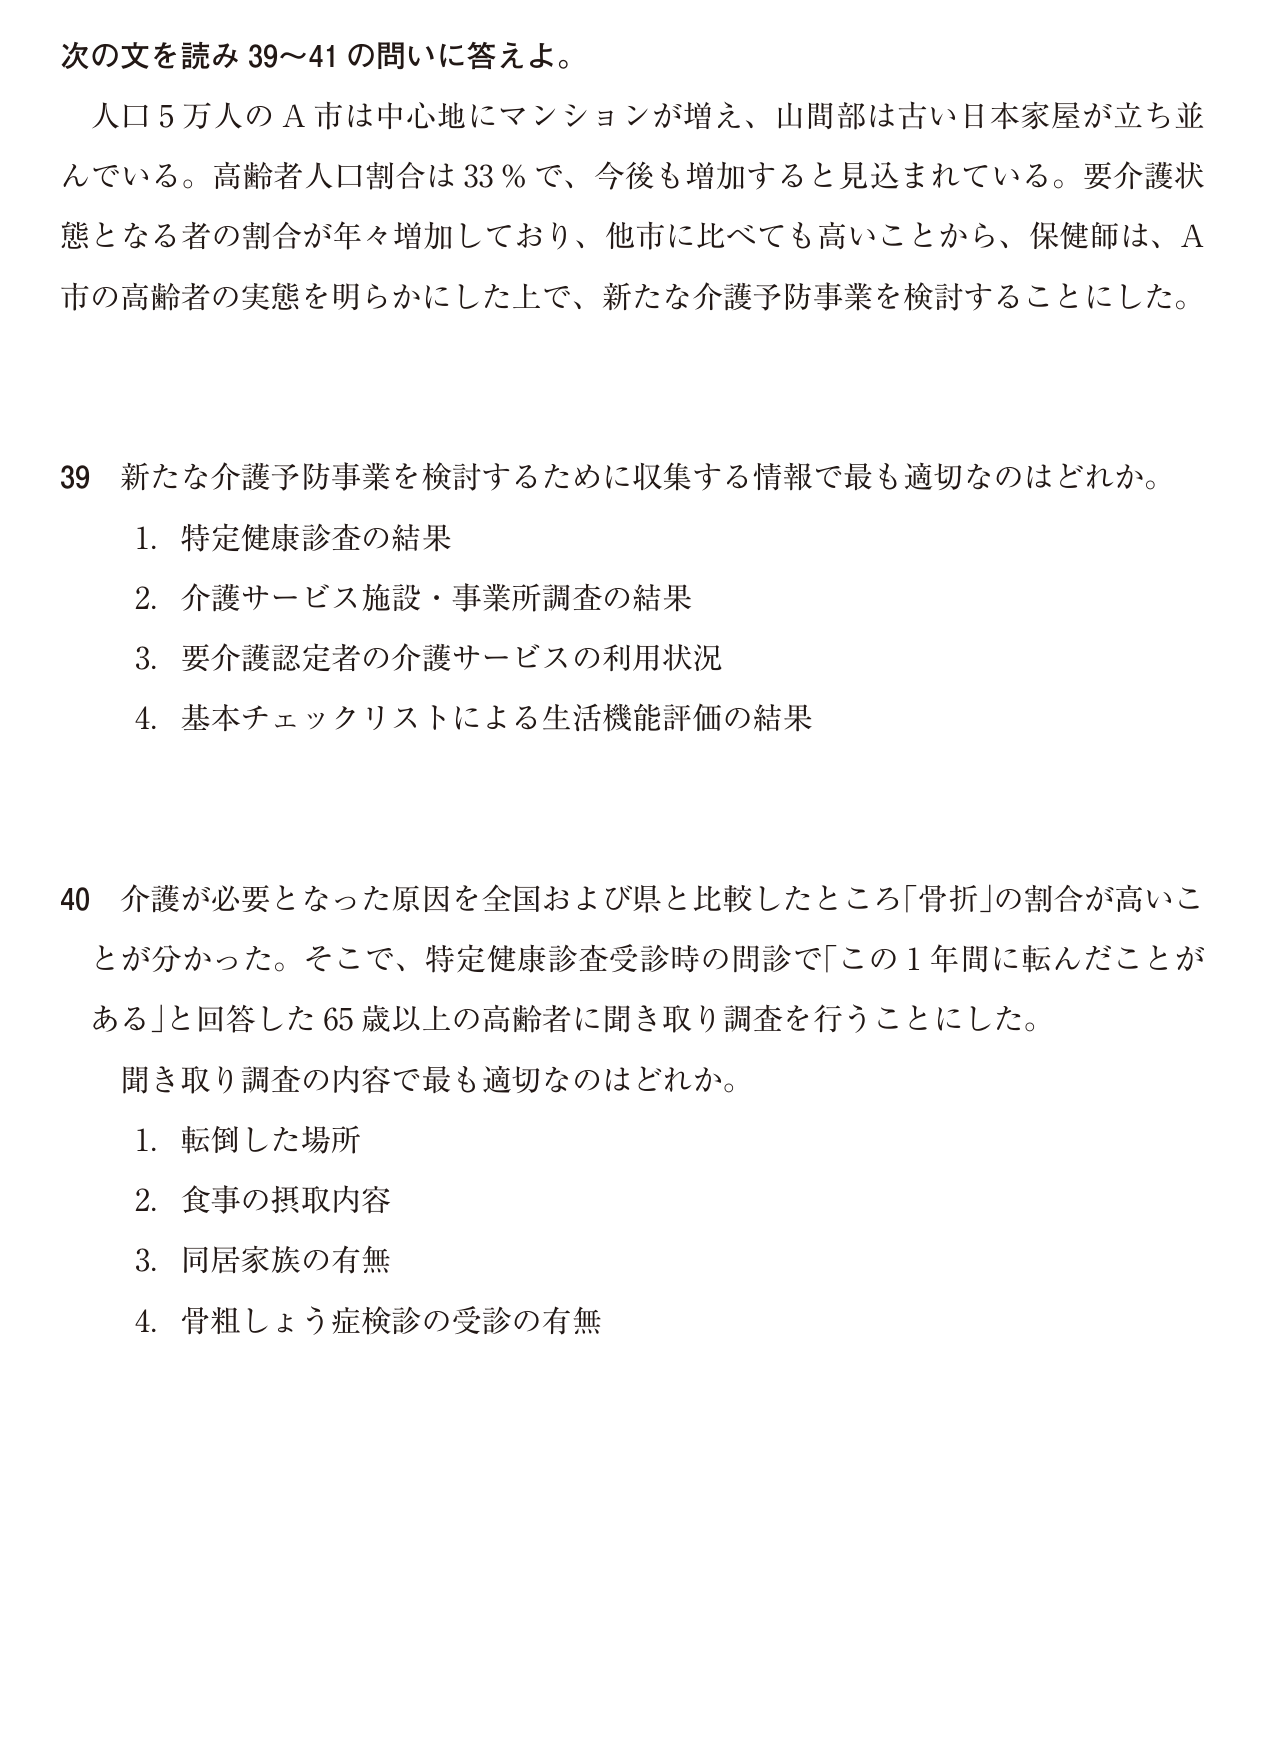 次の文を読み 39〜41 の問いに答えよ。
人口 5 万人の A 市は中心地にマンションが増え、山間部は古い日本家屋が立ち並
んでいる。高齢者人口割合は 33 % で、今後も増加すると見込まれている。要介護状
態となる者の割合が年々増加しており、他市に比べても高いことから、保健師は、A
市の高齢者の実態を明らかにした上で、新たな介護予防事業を検討することにした。
39 新たな介護予防事業を検討するために収集する情報で最も適切なのはどれか。
1. 特定健康診査の結果
2. 介護サービス施設・事業所調査の結果
3. 要介護認定者の介護サービスの利用状況
4. 基本チェックリストによる生活機能評価の結果
40 介護が必要となった原因を全国および県と比較したところ「骨折」の割合が高いこ
とが分かった。そこで、特定健康診査受診時の問診で「この 1 年間に転んだことが
ある」と回答した 65 歳以上の高齢者に聞き取り調査を行うことにした。
聞き取り調査の内容で最も適切なのはどれか。
1. 転倒した場所
2. 食事の摂取内容
3. 同居家族の有無
4. 骨粗しょう症検診の受診の有無